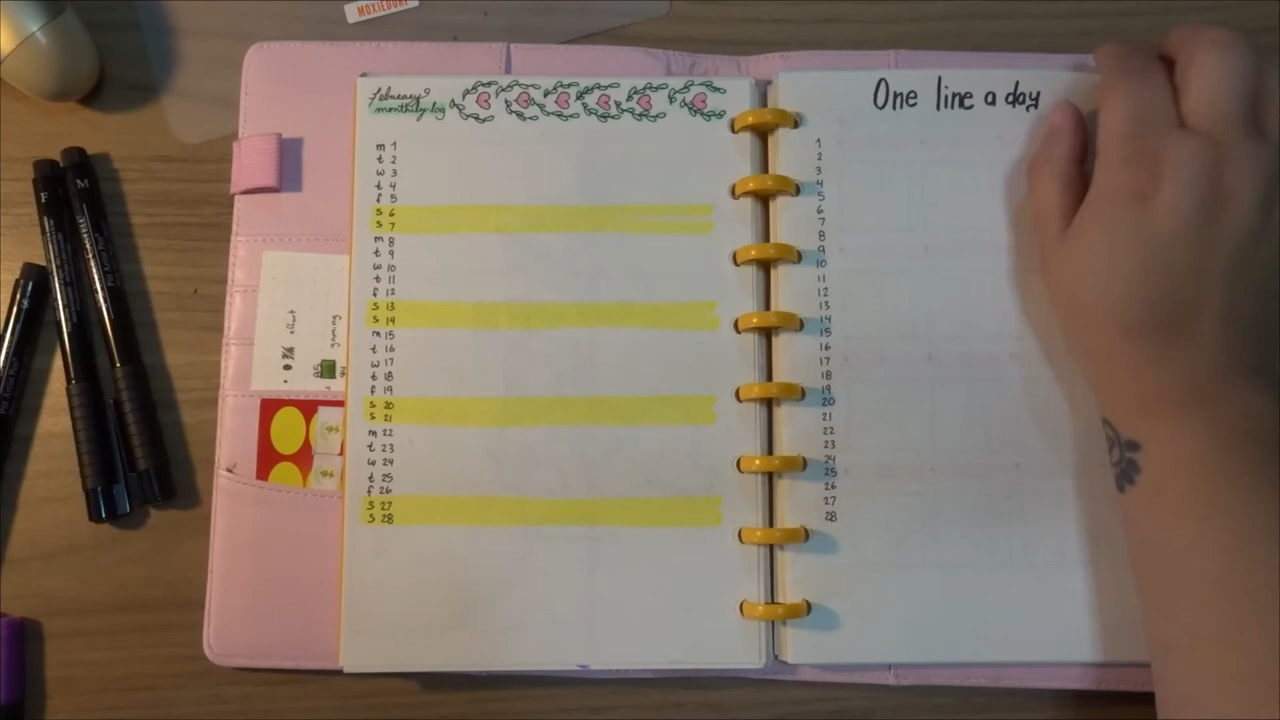 MOXIEDORI
February
monthly log
m 1
t 2
w 3
t 4
f 5
s 6
s 7
m 8
t 9
w 10
t 11
f 12
s 13
s 14
m 15
t 16
w 17
t 18
f 19
s 20
s 21
m 22
t 23
w 24
t 25
f 26
s 27
s 28
One line a day
1
2
3
4
5
6
7
8
9
10
11
12
13
14
15
16
17
18
19
20
21
22
23
24
25
26
27
28
F
M
effort
gaming